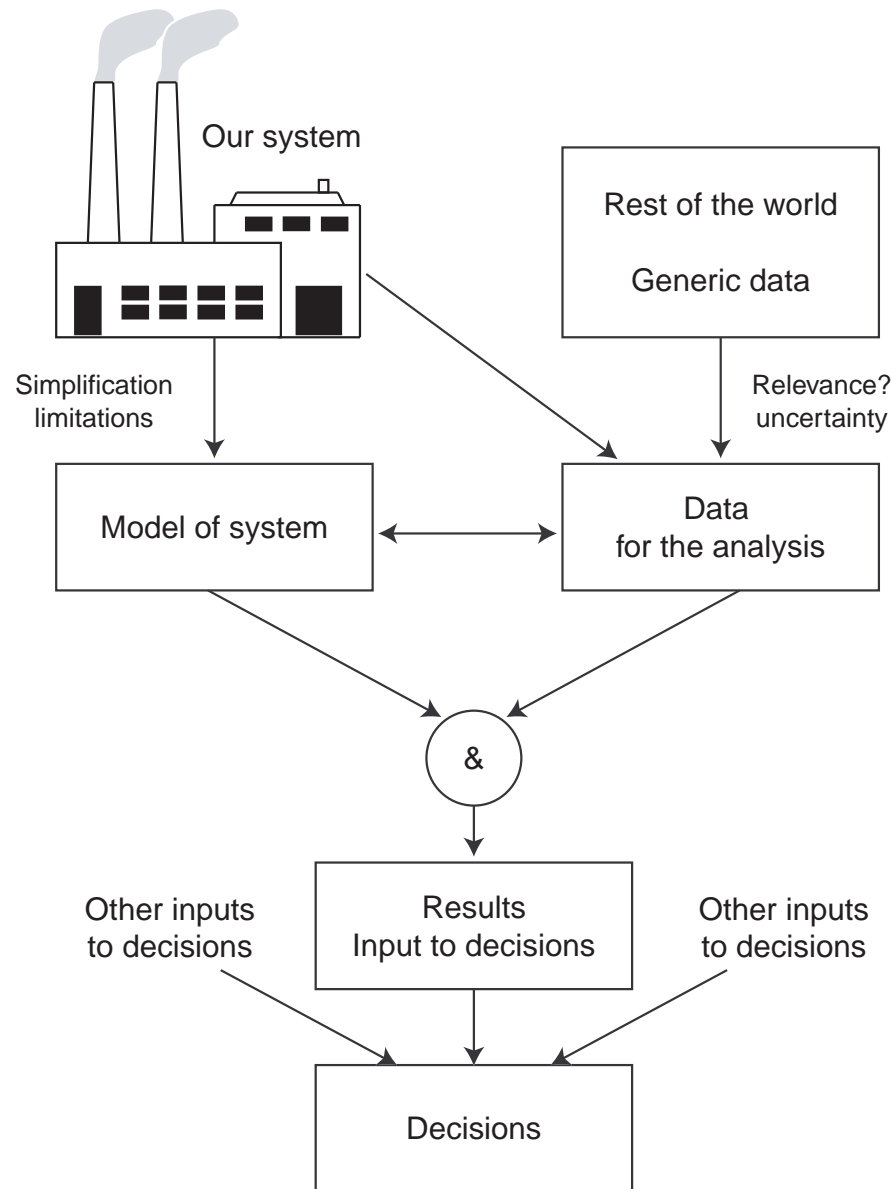 Our system
Rest of the world
Generic data
Simplification
limitations
Relevance?
uncertainty
Model of system
Data
for the analysis
&
Other inputs
to decisions
Results
Input to decisions
Other inputs
to decisions
Decisions